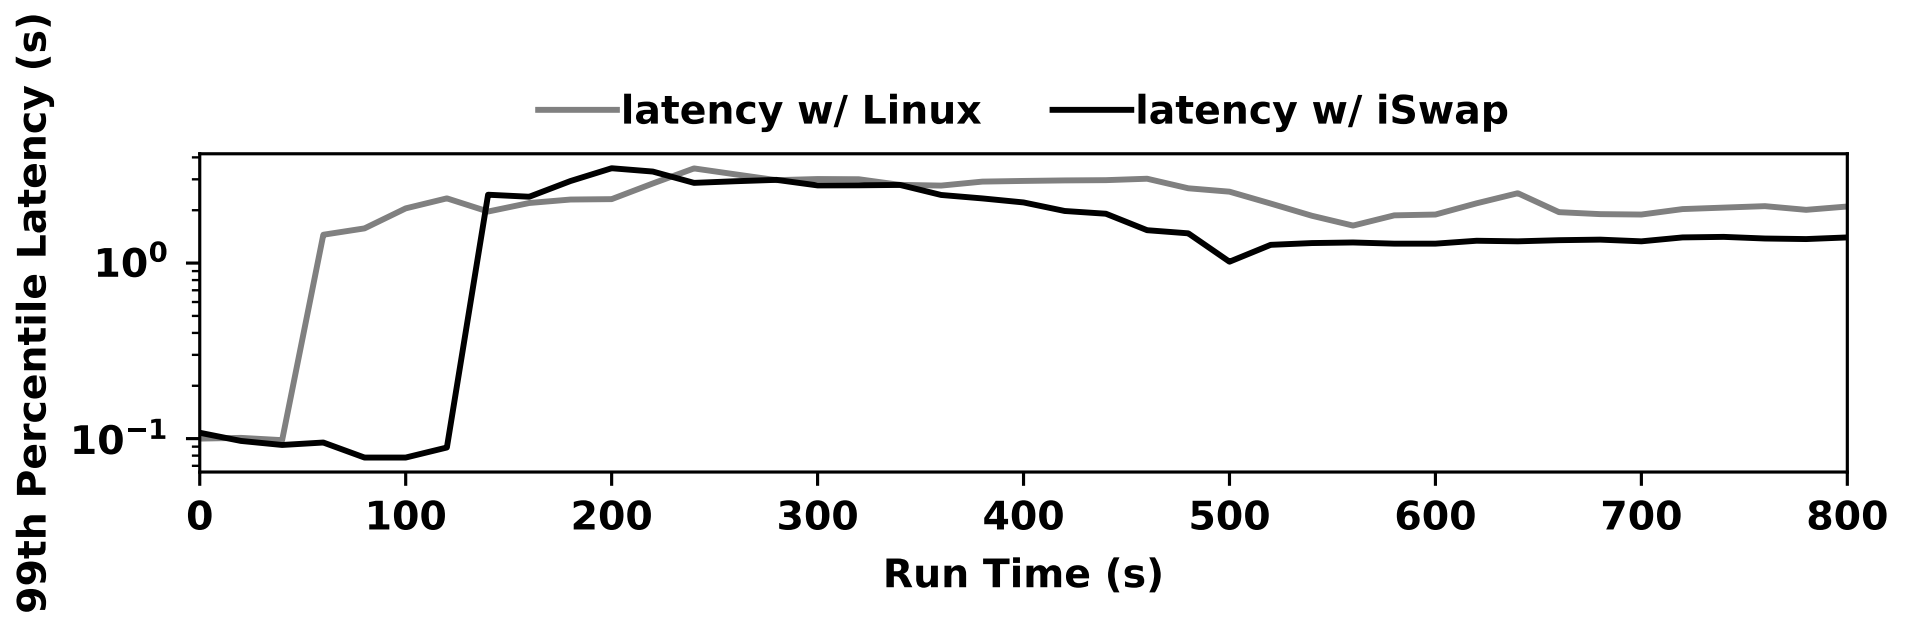 latency w/ Linux latency w/ iSwap
99th Percentile Latency (s)
10⁰
10⁻¹
0 100 200 300 400 500 600 700 800
Run Time (s)